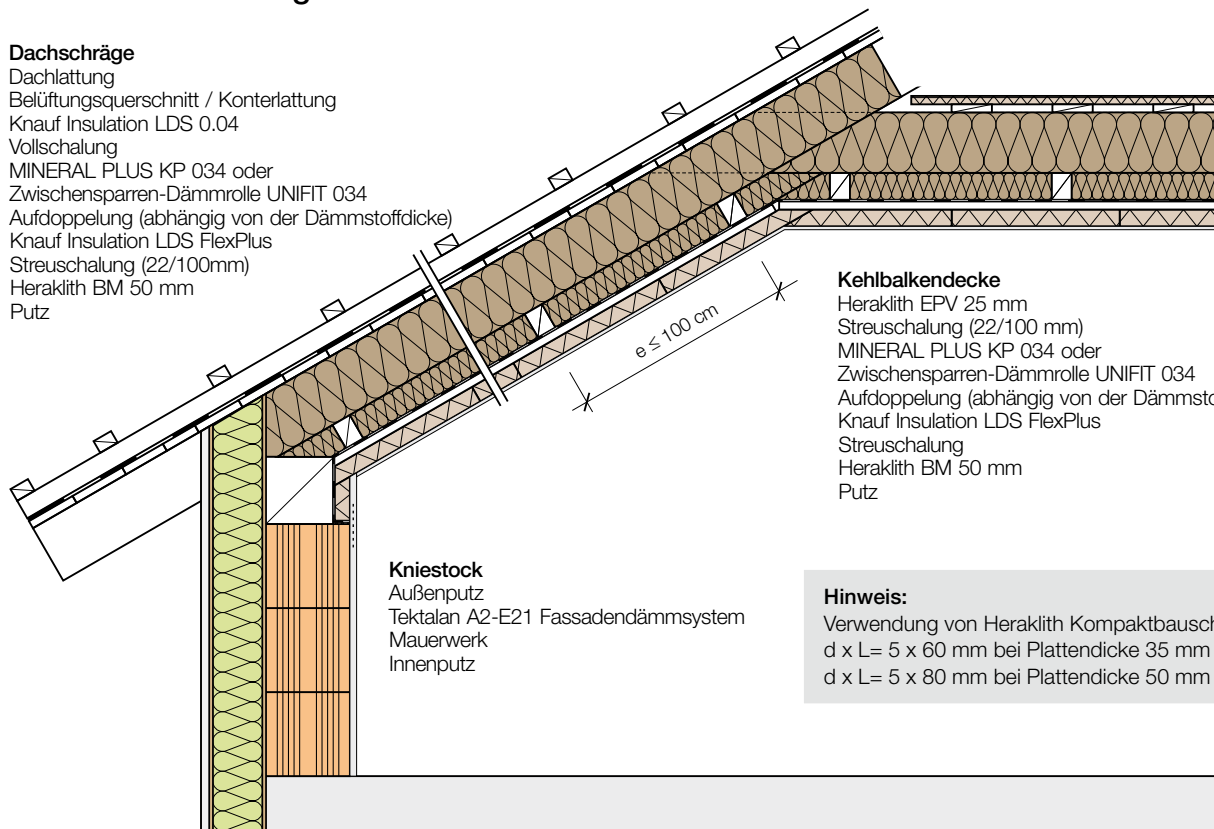 Dachschräge
Dachlattung
Belüftungsquerschnitt / Konterlattung
Knauf Insulation LDS 0.04
Vollschalung
MINERAL PLUS KP 034 oder
Zwischensparren-Dämmrolle UNIFIT 034
Aufdoppelung (abhängig von der Dämmstoffdicke)
Knauf Insulation LDS FlexPlus
Streuschalung (22/100mm)
Heraklith BM 50 mm
Putz
e ≤ 100 cm
Kehlbalkendecke
Heraklith EPV 25 mm
Streuschalung (22/100 mm)
MINERAL PLUS KP 034 oder
Zwischensparren-Dämmrolle UNIFIT 034
Aufdoppelung (abhängig von der
Knauf Insulation LDS FlexPlus
Streuschalung
Heraklith BM 50 mm
Putz
Kniestock
Außenputz
Tektalan A2-E21 Fassadendämmsystem
Mauerwerk
Innenputz
Hinweis:
Verwendung von Heraklith
d x L= 5 x 60 mm bei Plattendicke 35 mm
d x L= 5 x 80 mm bei Plattendicke 50 mm